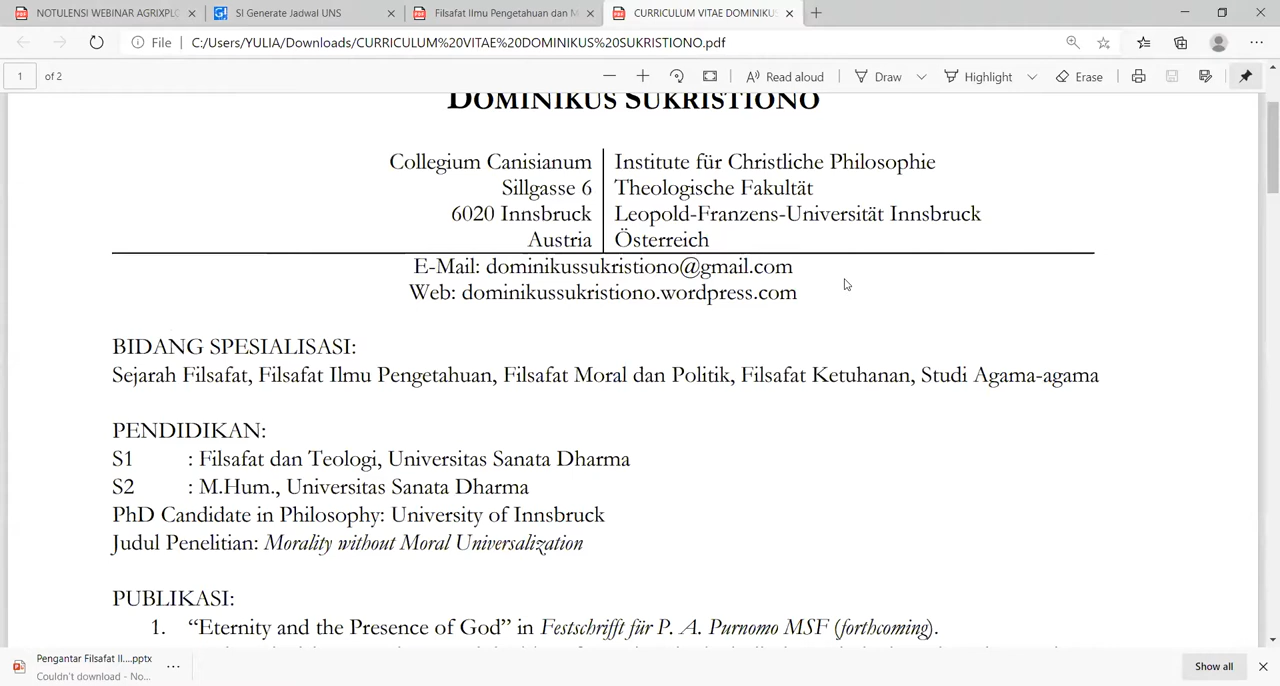 NOTULENSI WEBINAR AGRIXPLO
SI Generate Jadwal UNS
Filsafat Ilmu Pengetahuan dan M
CURRICULUM VITAE DOMINIKUS
File
C:/Users/YULIA/Downloads/CURRICULUM%20VITAE%20DOMINIKUS%20SUKRISTIONO.pdf
1 of 2
Read aloud
Draw
Highlight
Erase
DOMINIKUS SUKRISTIONO
Collegium Canisianum
Sillgasse 6
6020 Innsbruck
Austria
Institute für Christliche Philosophie
Theologische Fakultät
Leopold-Franzens-Universität Innsbruck
Österreich
E-Mail: dominikussukristiono@gmail.com
Web: dominikussukristiono.wordpress.com
BIDANG SPESIALISASI:
Sejarah Filsafat, Filsafat Ilmu Pengetahuan, Filsafat Moral dan Politik, Filsafat Ketuhanan, Studi Agama-agama
PENDIDIKAN:
S1 : Filsafat dan Teologi, Universitas Sanata Dharma
S2 : M.Hum., Universitas Sanata Dharma
PhD Candidate in Philosophy: University of Innsbruck
Judul Penelitian: Morality without Moral Universalization
PUBLIKASI:
1. “Eternity and the Presence of God” in Festschrifft für P. A. Purnomo MSF (forthcoming).
Pengantar Filsafat Il....pptx
Couldn't download - No...
Show all